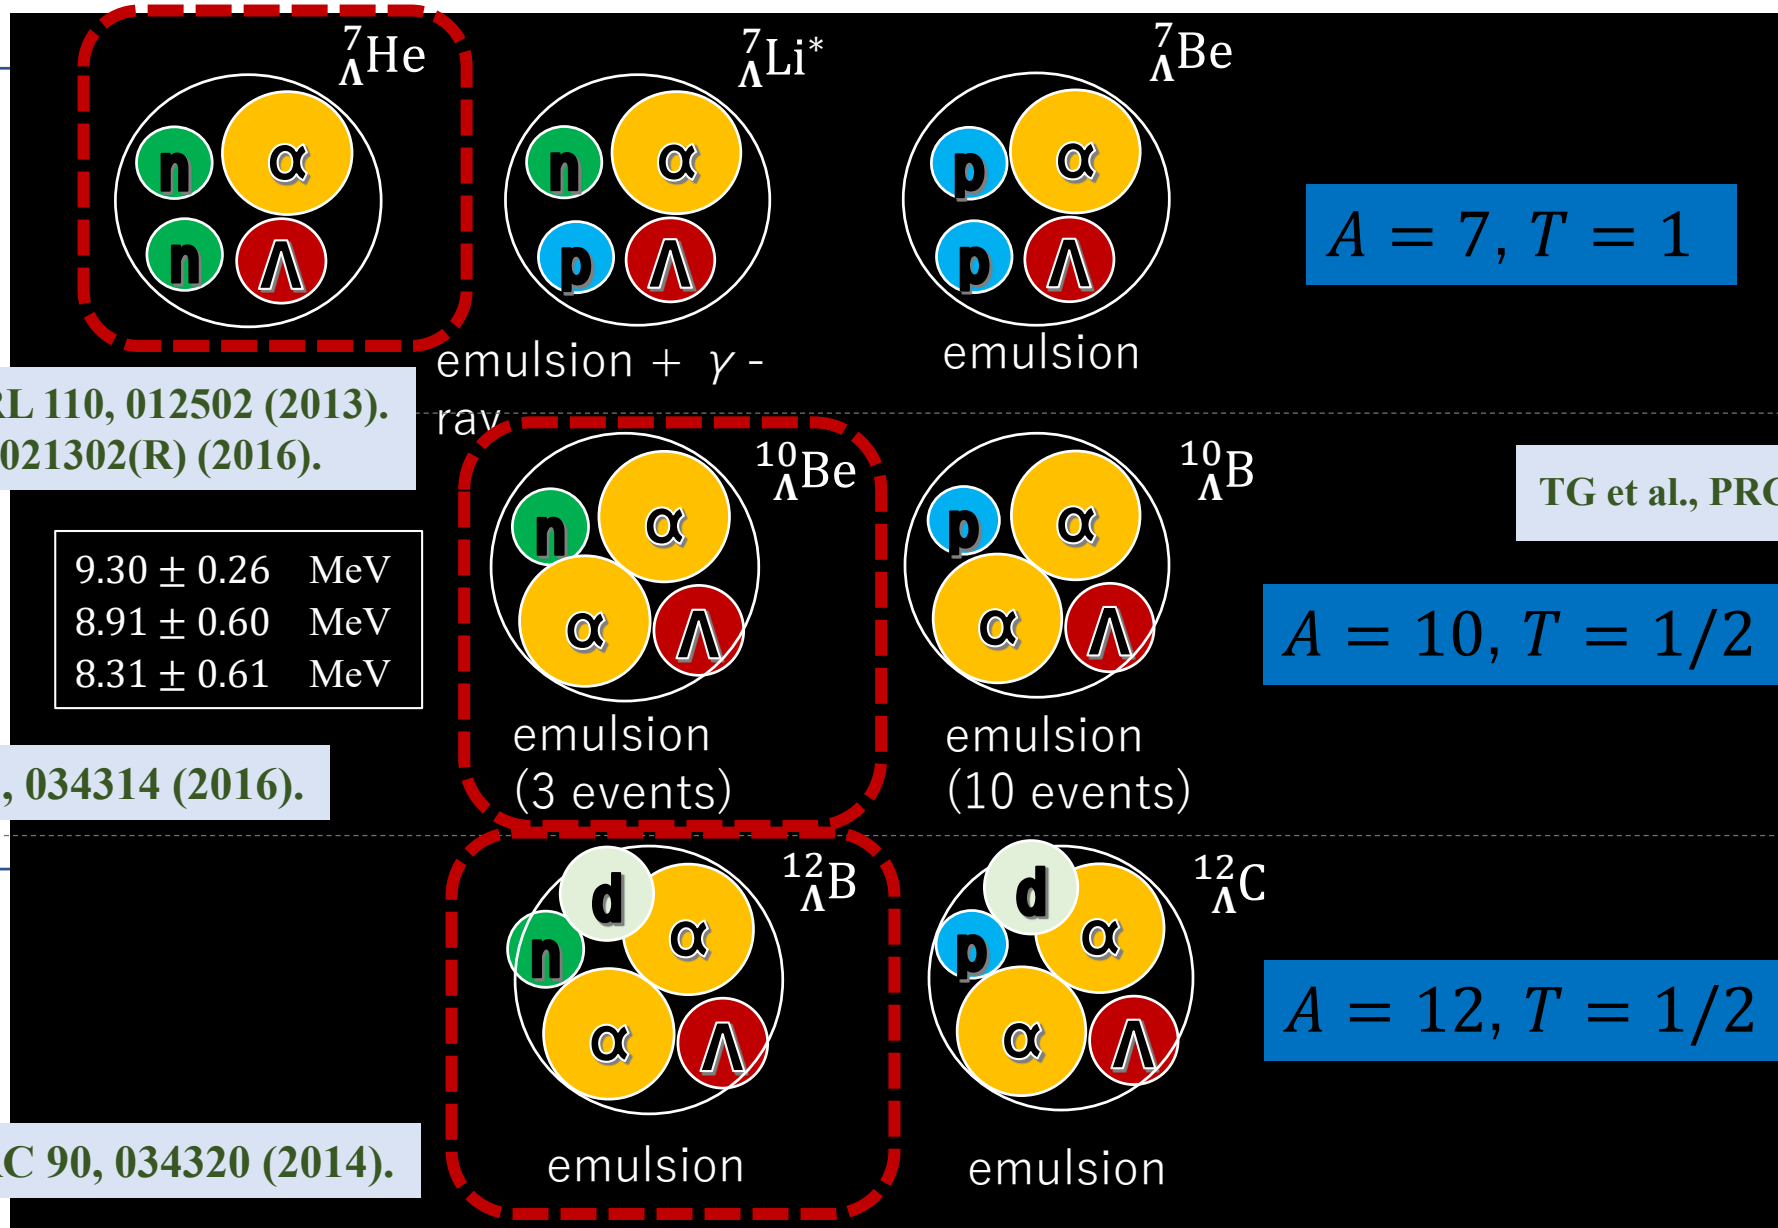 ⁷ΛHe
⁷ΛLi*
⁷ΛBe
n α
n Λ
n α
p Λ
p α
p Λ
A = 7, T = 1
emulsion + γ -
ray
emulsion
RL 110, 012502 (2013).
021302(R) (2016).
¹⁰ΛBe
¹⁰ΛB
TG et al., PRC
n α
α Λ
p α
α Λ
9.30 ± 0.26 MeV
8.91 ± 0.60 MeV
8.31 ± 0.61 MeV
A = 10, T = 1/2
emulsion
(3 events)
emulsion
(10 events)
, 034314 (2016).
¹²ΛB
¹²ΛC
d
n α
α Λ
d
p α
α Λ
A = 12, T = 1/2
C 90, 034320 (2014).
emulsion
emulsion